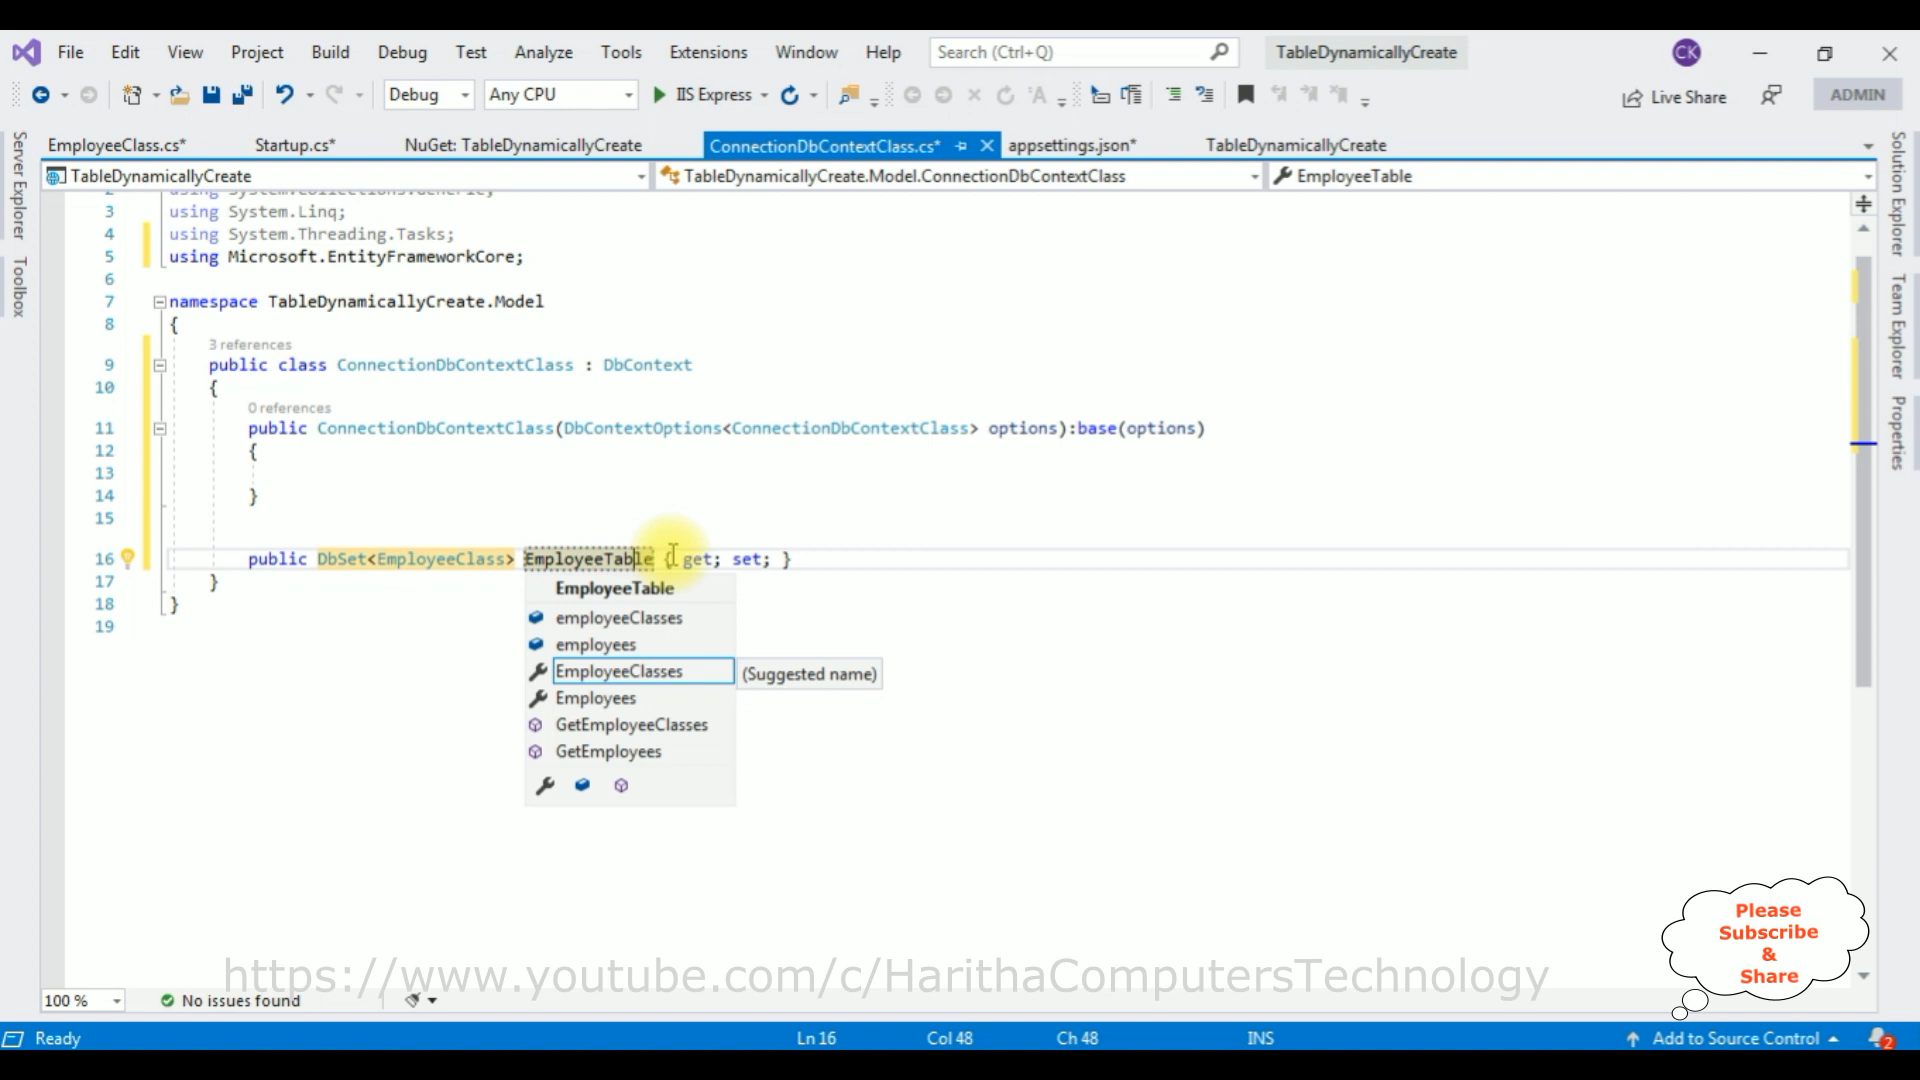 File Edit View Project Build Debug Test Analyze Tools Extensions Window Help Search (Ctrl+Q) TableDynamicallyCreate CK
Debug Any CPU IIS Express Live Share ADMIN
EmployeeClass.cs* Startup.cs* NuGet: TableDynamicallyCreate ConnectionDbContextClass.cs* appsettings.json* TableDynamicallyCreate
TableDynamicallyCreate TableDynamicallyCreate.Model.ConnectionDbContextClass EmployeeTable
Server Explorer
Toolbox
Solution Explorer
Team Explorer
Properties
2 using System.Collections.Generic;
3 using System.Linq;
4 using System.Threading.Tasks;
5 using Microsoft.EntityFrameworkCore;
6
7 namespace TableDynamicallyCreate.Model
8 {
3 references
9 public class ConnectionDbContextClass : DbContext
10 {
0 references
11 public ConnectionDbContextClass(DbContextOptions<ConnectionDbContextClass> options):base(options)
12 {
13
14 }
15
16 public DbSet<EmployeeClass> EmployeeTable { get; set; }
17 }
18 }
19
EmployeeTable
employeeClasses
employees
EmployeeClasses (Suggested name)
Employees
GetEmployeeClasses
GetEmployees
Please
Subscribe
&
Share
https://www.youtube.com/c/HarithaComputersTechnology
100 % No issues found
Ready Ln 16 Col 48 Ch 48 INS Add to Source Control 2